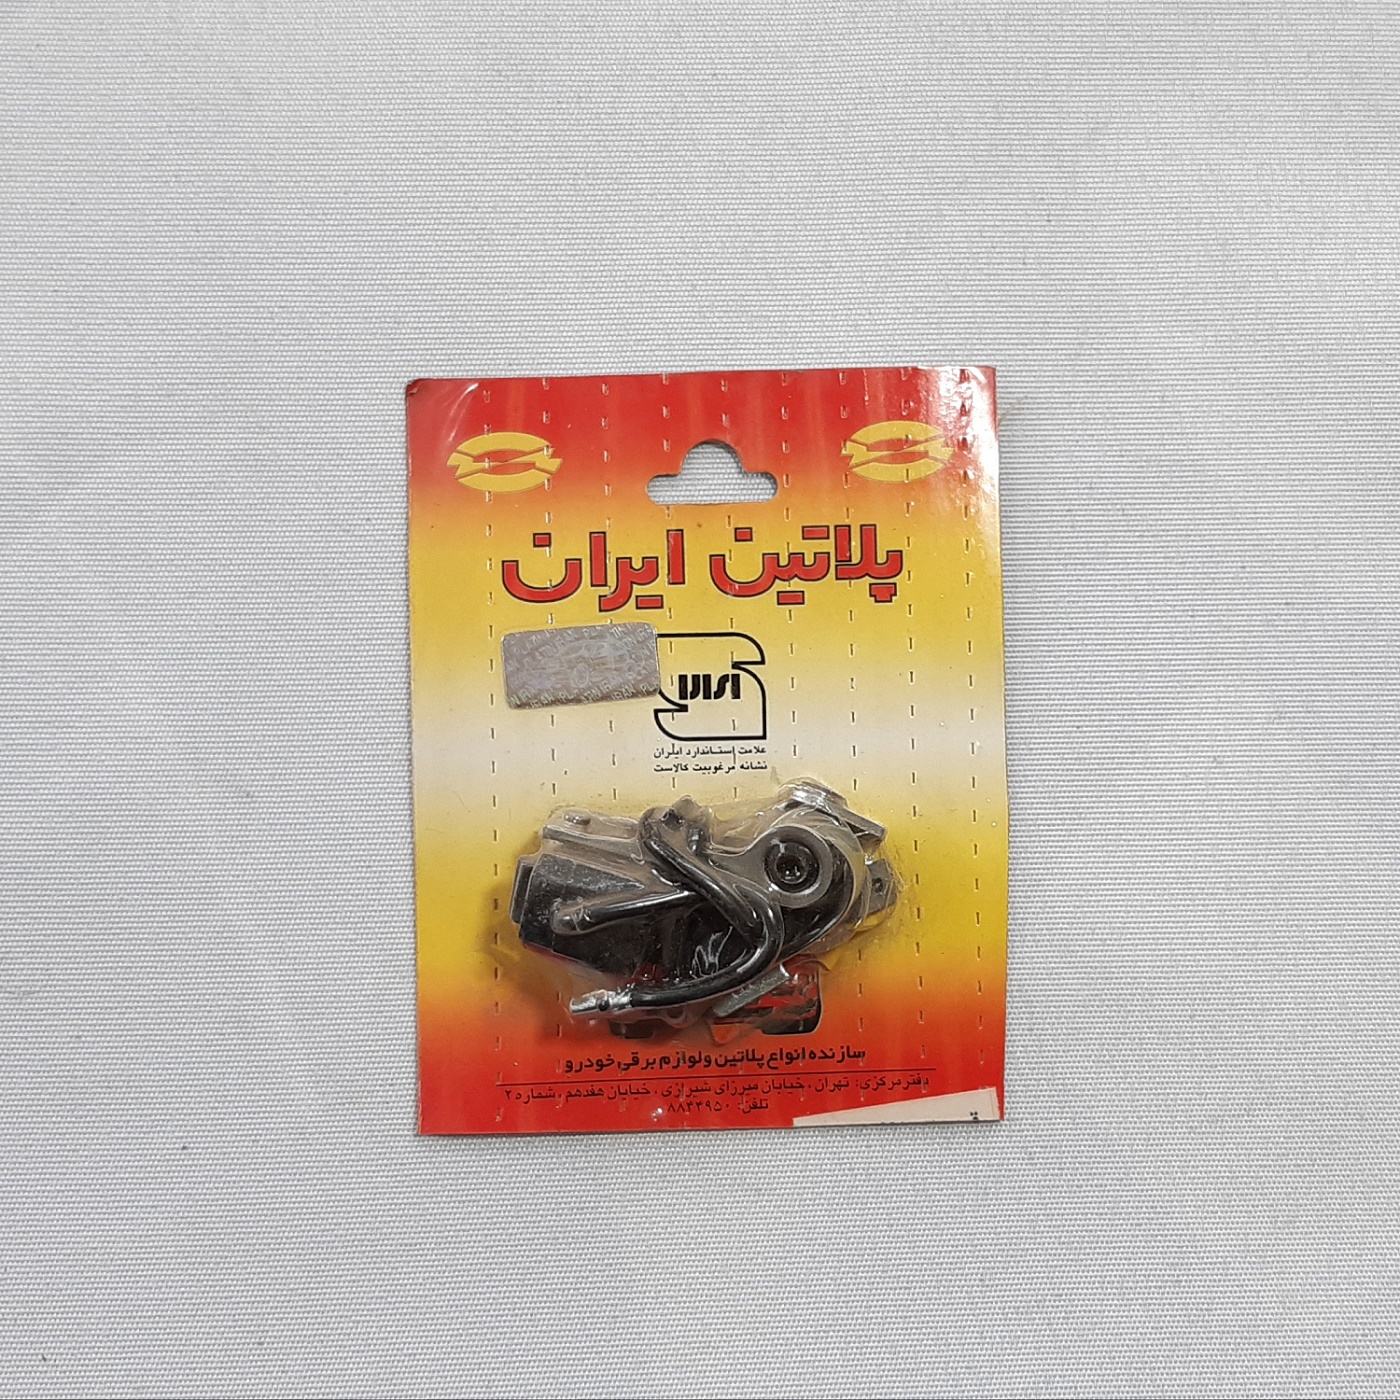 پلاتین ایران
علامت استاندارد ایران
نشانه مرغوبیت کالاست
سازنده انواع پلاتین ولوازم برقی خودرو
دفتر مرکزی: تهران ، خیابان میرزای شیرازی ، خیابان هفدهم ، شماره ۲
تلفن: ۸۸۳۳۹۵۰